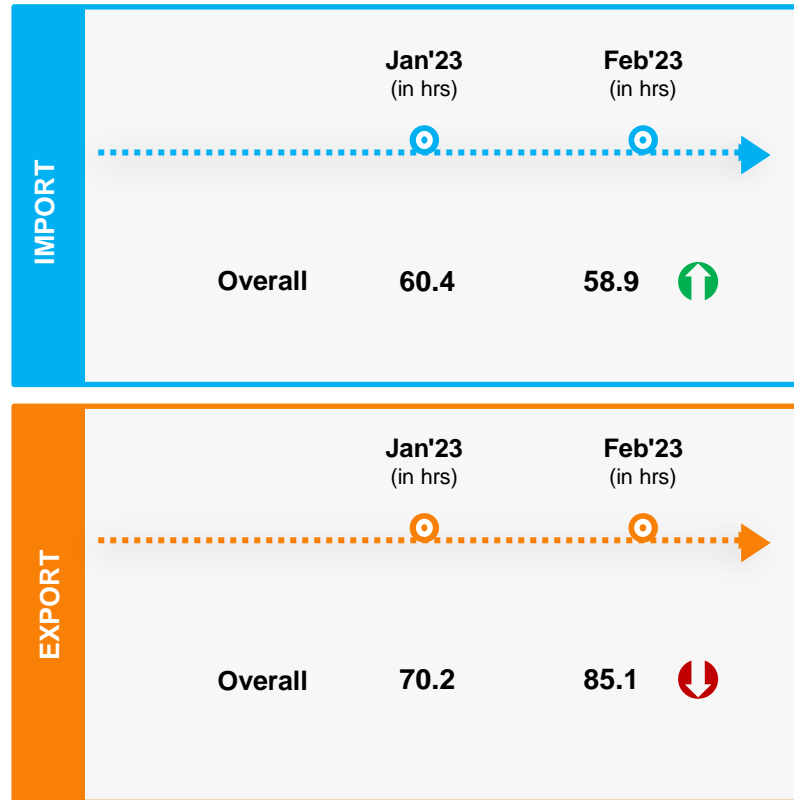 IMPORT
Jan'23 Feb'23
(in hrs) (in hrs)
Overall 60.4 58.9
EXPORT
Jan'23 Feb'23
(in hrs) (in hrs)
Overall 70.2 85.1